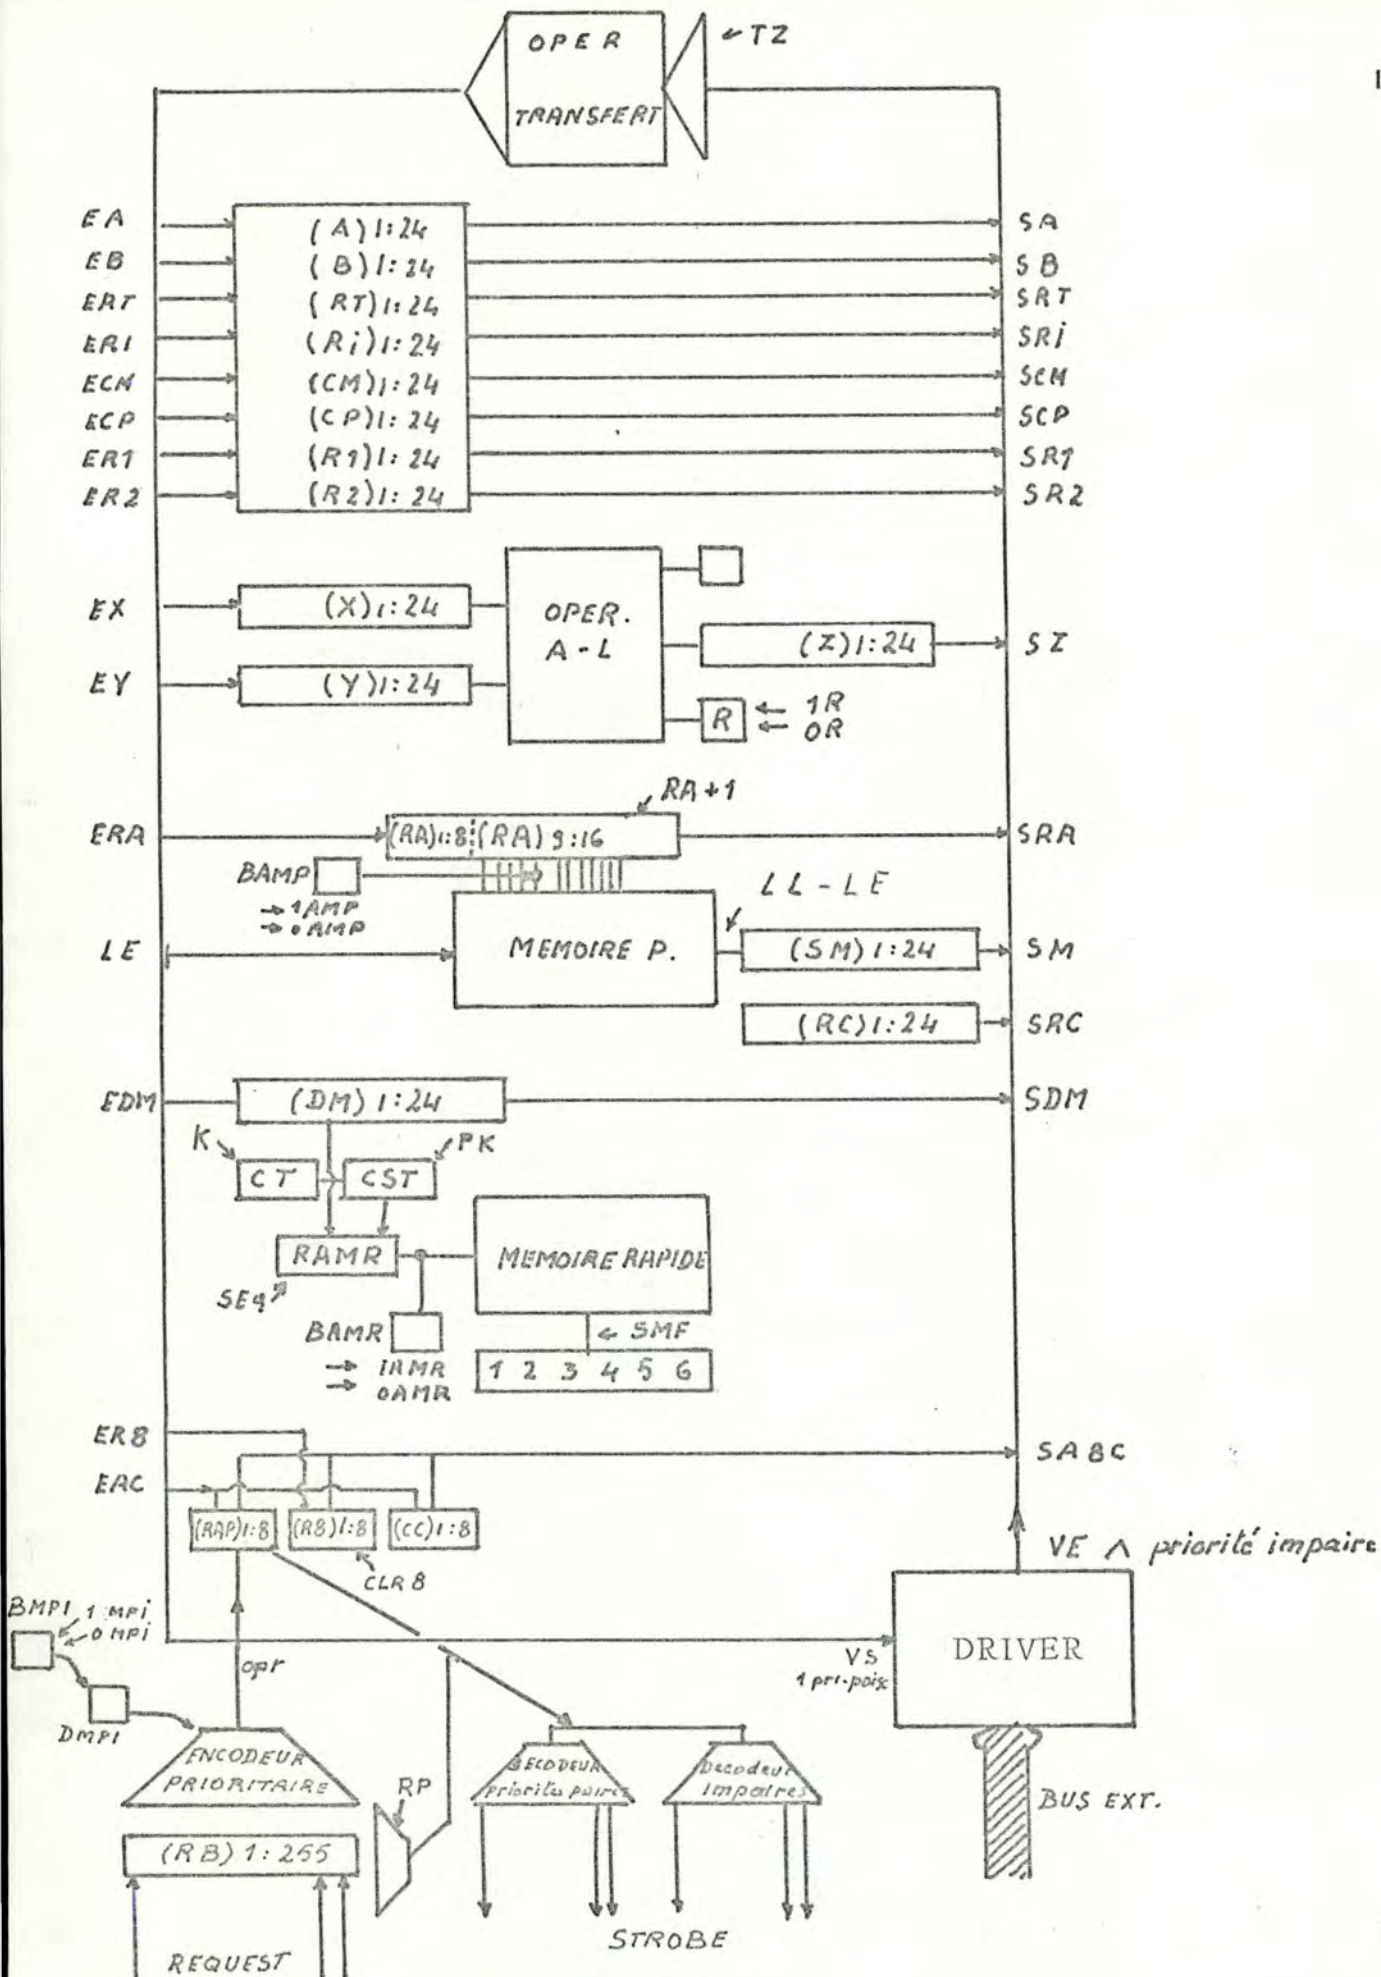 OPER
← TZ
TRANSFERT
1
EA
(A)1:24
SA
EB
(B)1:24
SB
ERT
(RT)1:24
SRT
ERI
(Ri)1:24
SRi
ECM
(CM)1:24
SCM
ECP
(CP)1:24
SCP
ER1
(R1)1:24
SR1
ER2
(R2)1:24
SR2
EX
(X)1:24
OPER.
A-L
(Z)1:24
SZ
EY
(Y)1:24
R
← 1R
← 0R
RA+1
ERA
(RA)1:8
(RA)9:16
SRA
BAMP
→ 1AMP
→ 0AMP
LL-LE
LE
MEMOIRE P.
(SM)1:24
SM
(RC)1:24
SRC
EDM
(DM)1:24
SDM
K
PK
CT
CST
RAMR
MEMOIRE RAPIDE
SEq
BAMR
← SMF
→ 1AMR
→ 0AMR
1 2 3 4 5 6
ER8
SA8C
EAC
(RAP)1:8
(R8)1:8
(CC)1:8
CLR8
VE ∧ priorité impaire
BMPI
1 MPi
0 MPi
opr
VS
DRIVER
DMPI
ENCODEUR
PRIORITAIRE
RP
DECODEUR
priorités paires
Decodeur
impaires
BUS EXT.
(RB) 1:255
STROBE
REQUEST